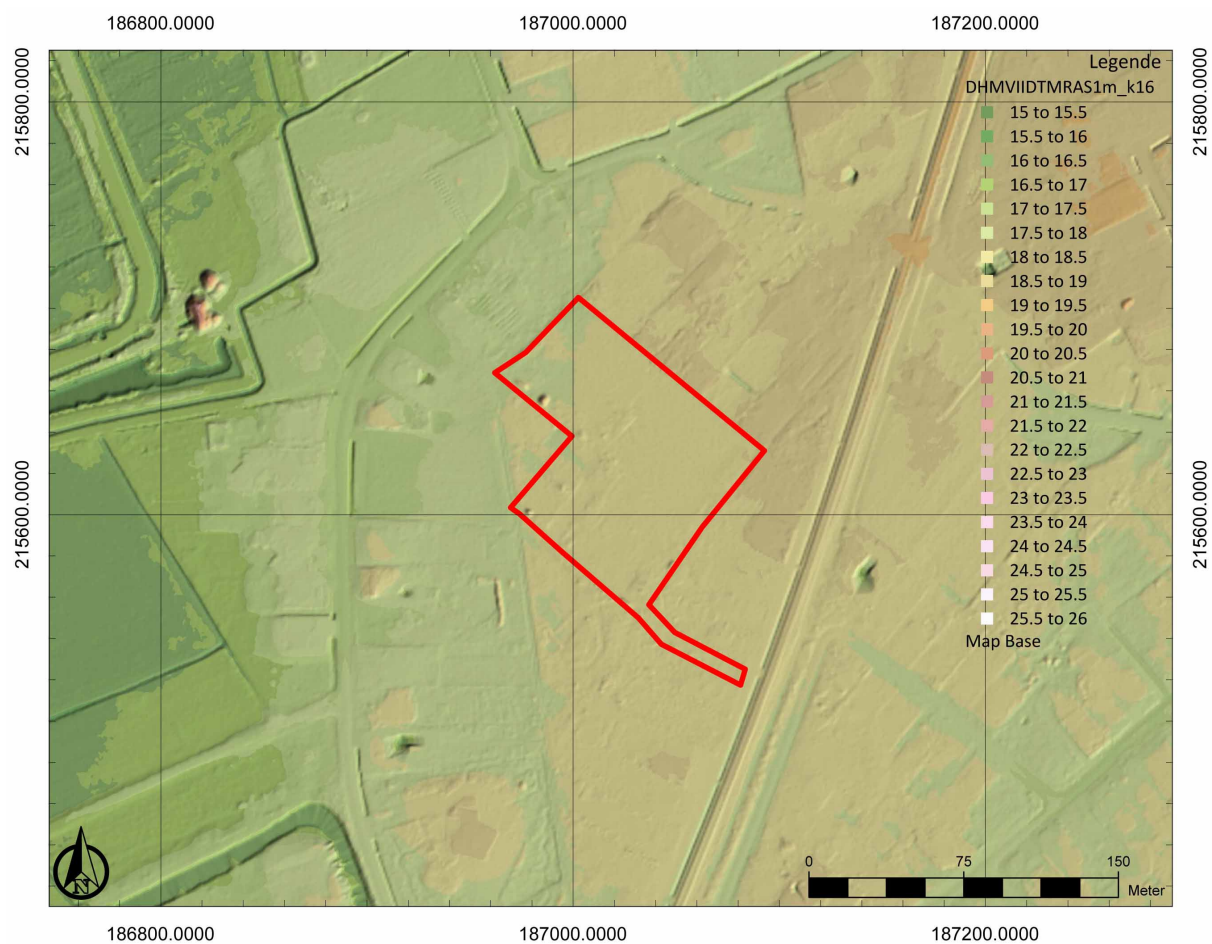 186800.0000 187000.0000 187200.0000
215800.0000 215800.0000
Legende
DHMVIIDTMRAS1m_k16
15 to 15.5
15.5 to 16
16 to 16.5
16.5 to 17
17 to 17.5
17.5 to 18
18 to 18.5
18.5 to 19
19 to 19.5
19.5 to 20
20 to 20.5
20.5 to 21
21 to 21.5
21.5 to 22
22 to 22.5
22.5 to 23
23 to 23.5
23.5 to 24
24 to 24.5
24.5 to 25
25 to 25.5
25.5 to 26
Map Base
215600.0000 215600.0000
N
0 75 150
Meter
186800.0000 187000.0000 187200.0000